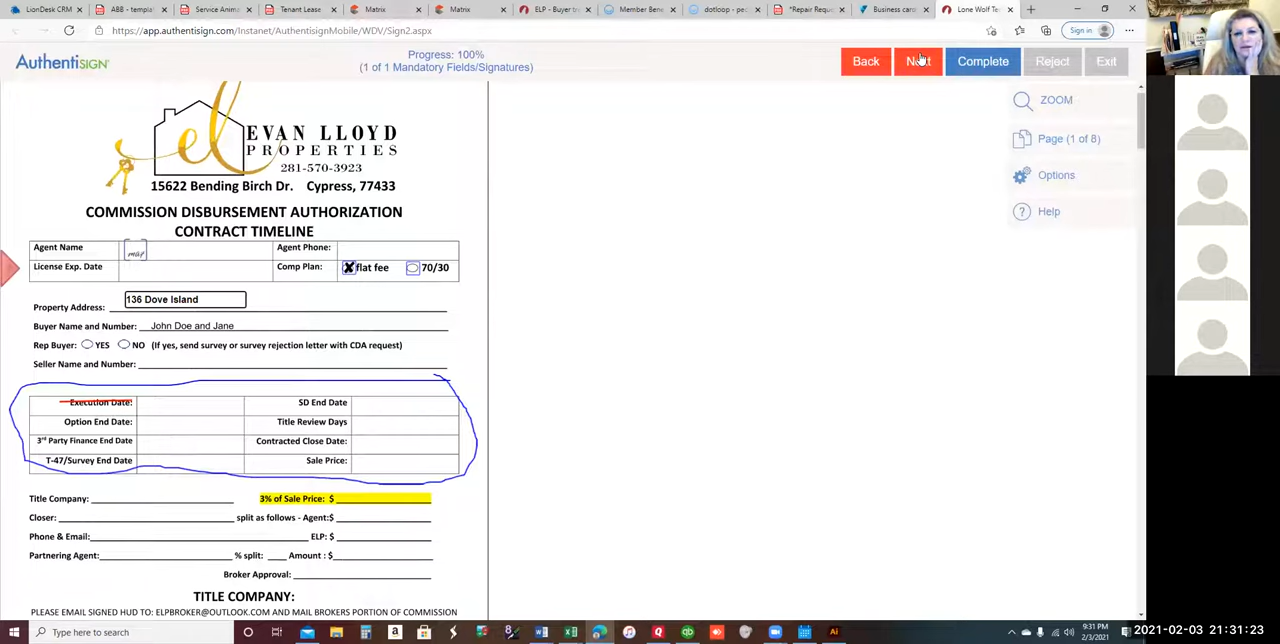 LionDesk CRM
ABB - templa
Service Anima
Tenant Lease
Matrix
Matrix
ELP - Buyer tr
Member Bene
dotloop - pec
*Repair Requ
Business card
Lone Wolf Te
https://app.authentisign.com/Instanet/AuthentisignMobile/WDV/Sign2.aspx
Sign in
AUTHENTISIGN
Progress: 100%
(1 of 1 Mandatory Fields/Signatures)
Back
Next
Complete
Reject
Exit
ZOOM
Page (1 of 8)
Options
Help
el EVAN LLOYD
PROPERTIES
281-570-3923
15622 Bending Birch Dr. Cypress, 77433
COMMISSION DISBURSEMENT AUTHORIZATION
CONTRACT TIMELINE
Agent Name
Agent Phone:
License Exp. Date
Comp Plan:
flat fee
70/30
Property Address: 136 Dove Island
Buyer Name and Number: John Doe and Jane
Rep Buyer: YES NO (If yes, send survey or survey rejection letter with CDA request)
Seller Name and Number:
Execution Date:
SD End Date
Option End Date:
Title Review Days
3rd Party Finance End Date
Contracted Close Date:
T-47/Survey End Date
Sale Price:
Title Company: 3% of Sale Price: $
Closer: split as follows - Agent:$
Phone & Email: ELP: $
Partnering Agent: % split: Amount : $
Broker Approval:
TITLE COMPANY:
PLEASE EMAIL SIGNED HUD TO: ELPBROKER@OUTLOOK.COM AND MAIL BROKERS PORTION OF COMMISSION
Type here to search
9:31 PM
2/3/2021
2021-02-03 21:31:23